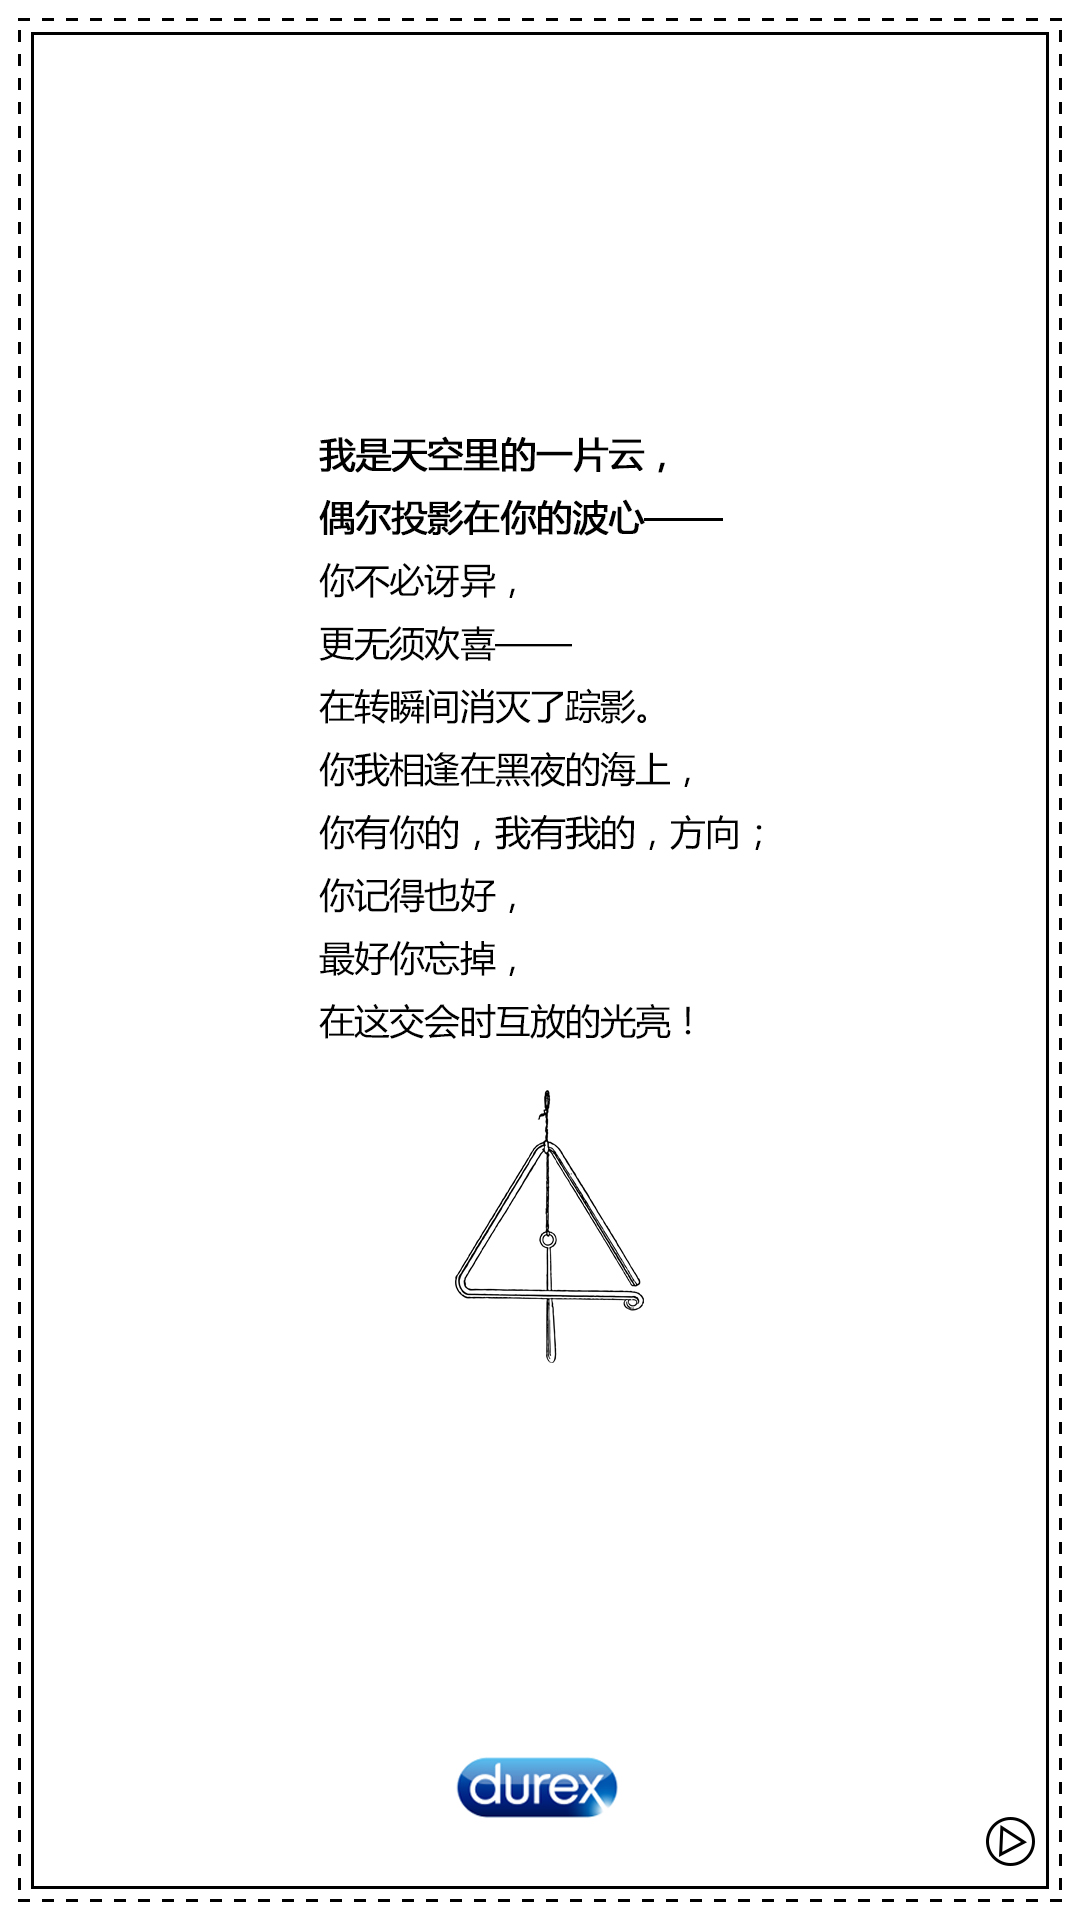 我是天空里的一片云，
偶尔投影在你的波心——
你不必讶异，
更无须欢喜——
在转瞬间消灭了踪影。
你我相逢在黑夜的海上，
你有你的，我有我的，方向；
你记得也好，
最好你忘掉，
在这交会时互放的光亮！
durex